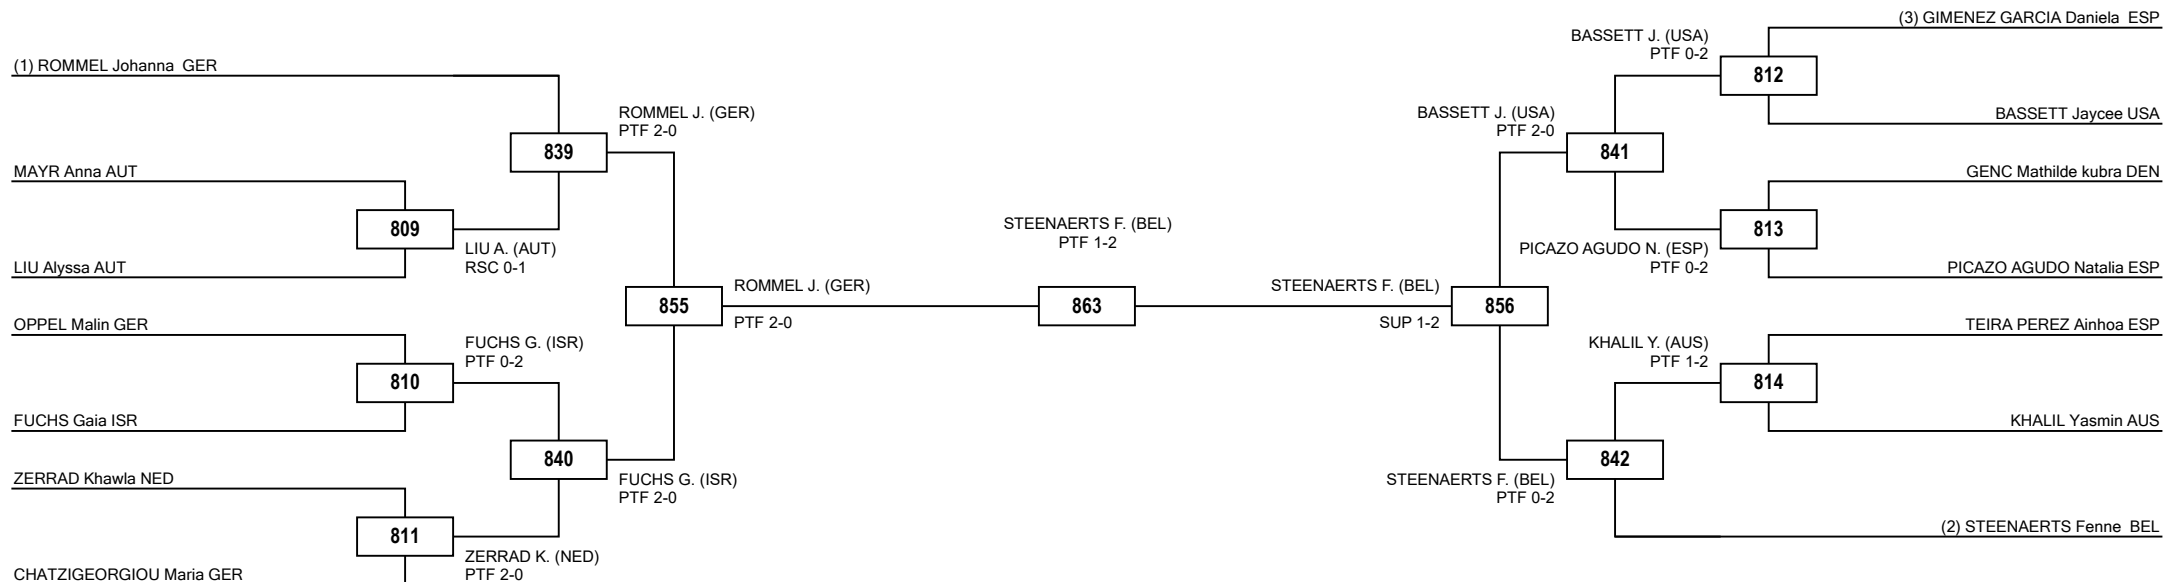 (1) ROMMEL Johanna  GER
MAYR Anna AUT
809
LIU A. (AUT)
RSC 0-1
LIU Alyssa AUT
839
ROMMEL J. (GER)
PTF 2-0
OPPEL Malin GER
810
FUCHS G. (ISR)
PTF 0-2
FUCHS Gaia ISR
840
FUCHS G. (ISR)
PTF 2-0
ZERRAD Khawla NED
811
ZERRAD K. (NED)
PTF 2-0
CHATZIGEORGIOU Maria GER
855
ROMMEL J. (GER)
PTF 2-0
STEENAERTS F. (BEL)
PTF 1-2
863
STEENAERTS F. (BEL)
SUP 1-2
856
BASSETT J. (USA)
PTF 2-0
841
BASSETT J. (USA)
PTF 0-2
812
(3) GIMENEZ GARCIA Daniela  ESP
BASSETT Jaycee USA
GENC Mathilde kubra DEN
813
PICAZO AGUDO N. (ESP)
PTF 0-2
PICAZO AGUDO Natalia ESP
TEIRA PEREZ Ainhoa ESP
KHALIL Y. (AUS)
PTF 1-2
814
KHALIL Yasmin AUS
842
STEENAERTS F. (BEL)
PTF 0-2
(2) STEENAERTS Fenne  BEL